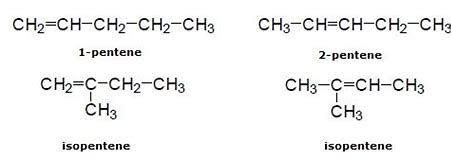 CH2=CH−CH2−CH2−CH3
1-pentene
CH3−CH=CH−CH2−CH3
2-pentene
CH2=C−CH2−CH3
CH3
isopentene
CH3−C=CH−CH3
CH3
isopentene